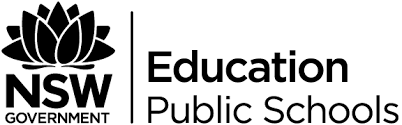 NSW
GOVERNMENT
Education
Public Schools